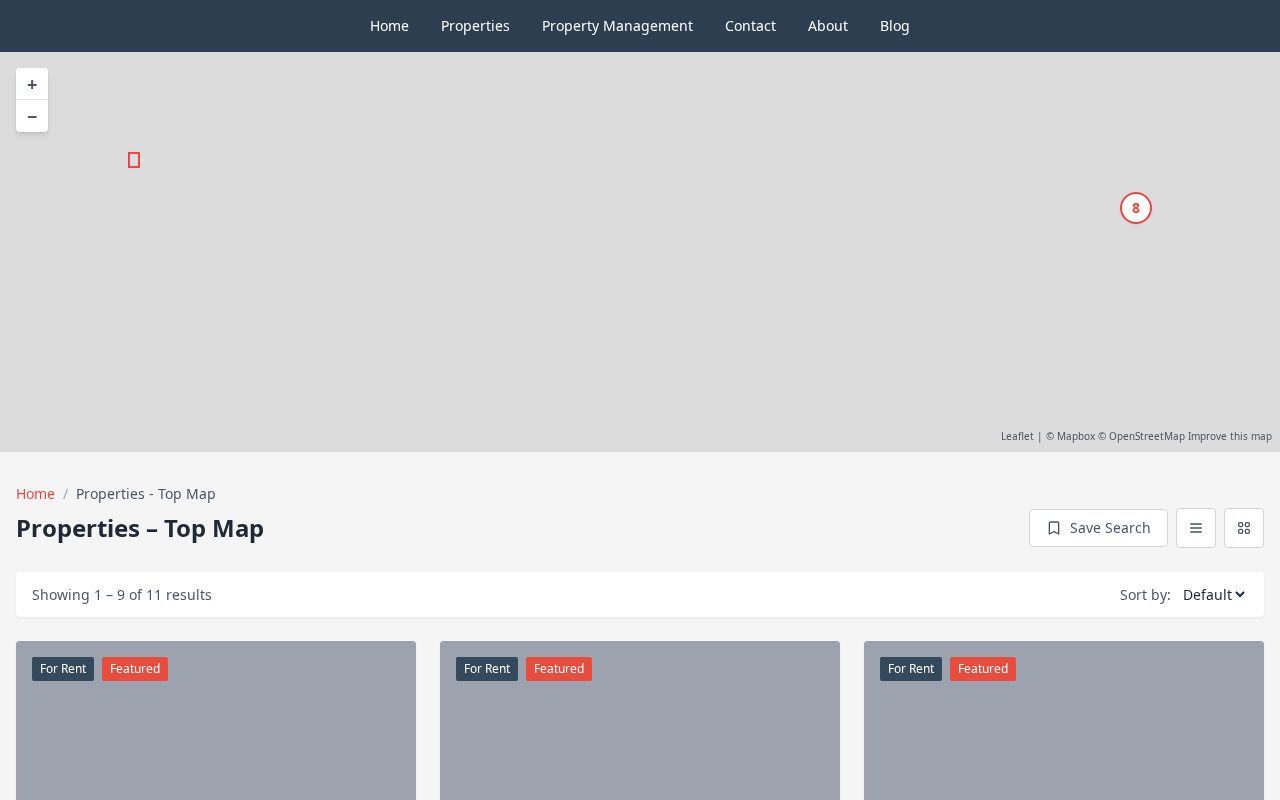 Home Properties Property Management Contact About Blog
+
−
8
Leaflet | © Mapbox © OpenStreetMap Improve this map
Home / Properties - Top Map
Properties – Top Map
Save Search
Showing 1 – 9 of 11 results
Sort by: Default
For Rent Featured
For Rent Featured
For Rent Featured